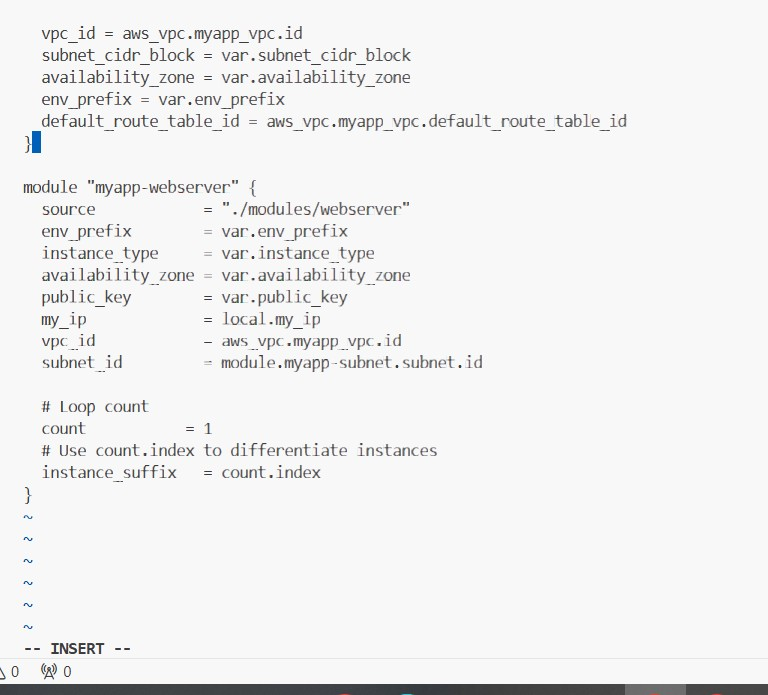 vpc_id = aws_vpc.myapp_vpc.id
subnet_cidr_block = var.subnet_cidr_block
availability_zone = var.availability_zone
env_prefix = var.env_prefix
default_route_table_id = aws_vpc.myapp_vpc.default_route_table_id
}
module "myapp-webserver" {
source = "./modules/webserver"
env_prefix = var.env_prefix
instance_type = var.instance_type
availability_zone = var.availability_zone
public_key = var.public_key
my_ip = local.my_ip
vpc_id = aws_vpc.myapp_vpc.id
subnet_id = module.myapp-subnet.subnet.id
# Loop count
count = 1
# Use count.index to differentiate instances
instance_suffix = count.index
}
~
~
~
~
~
~
-- INSERT --
0 0